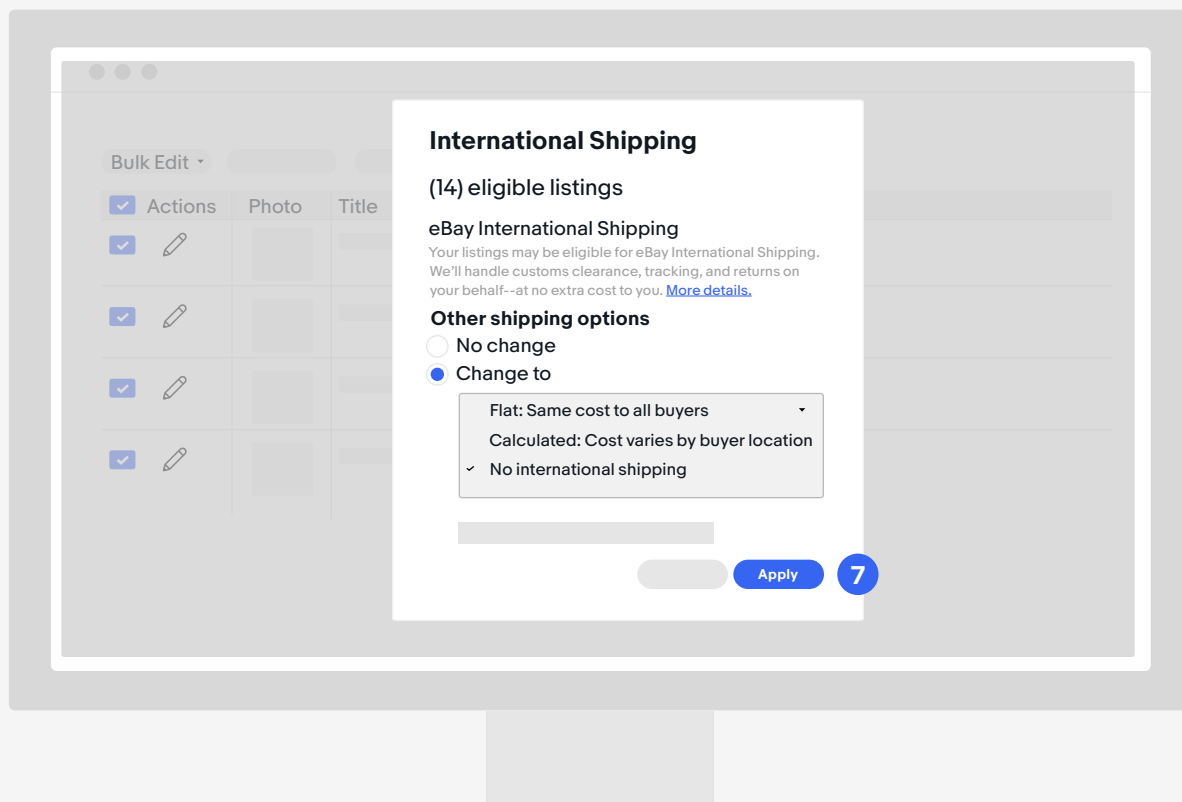 International Shipping
(14) eligible listings
Bulk Edit
Actions Photo Title
eBay International Shipping
Your listings may be eligible for eBay International Shipping.
We'll handle customs clearance, tracking, and returns on
your behalf--at no extra cost to you. More details.
Other shipping options
No change
Change to
Flat: Same cost to all buyers
Calculated: Cost varies by buyer location
No international shipping
Apply
7